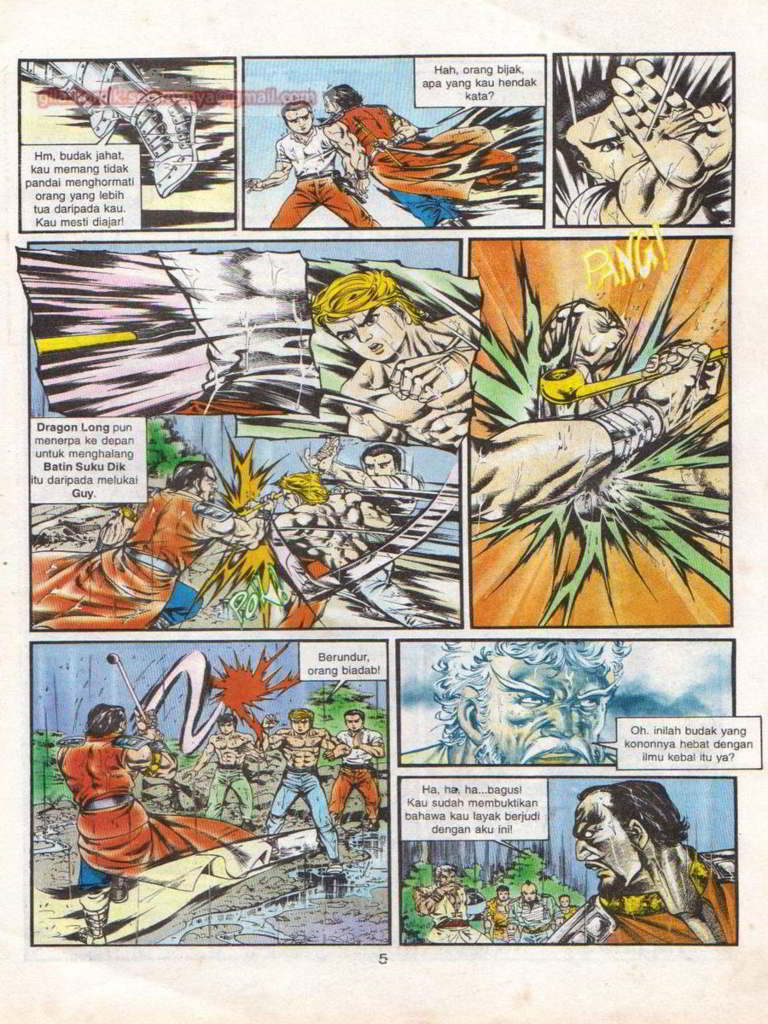 Hm, budak jahat,
kau memang tidak
pandai menghormati
orang yang lebih
tua daripada kau.
Kau mesti diajar!
Hah, orang bijak,
apa yang kau hendak
kata?
PANG!
Dragon Long pun
menerpa ke depan
untuk menghalang
Batin Suku Dik
itu daripada melukai
Guy.
POK!
Berundur,
orang biadab!
Oh. inilah budak yang
kononnya hebat dengan
ilmu kebal itu ya?
Ha, ha, ha...bagus!
Kau sudah membuktikan
bahawa kau layak berjudi
dengan aku ini!
5